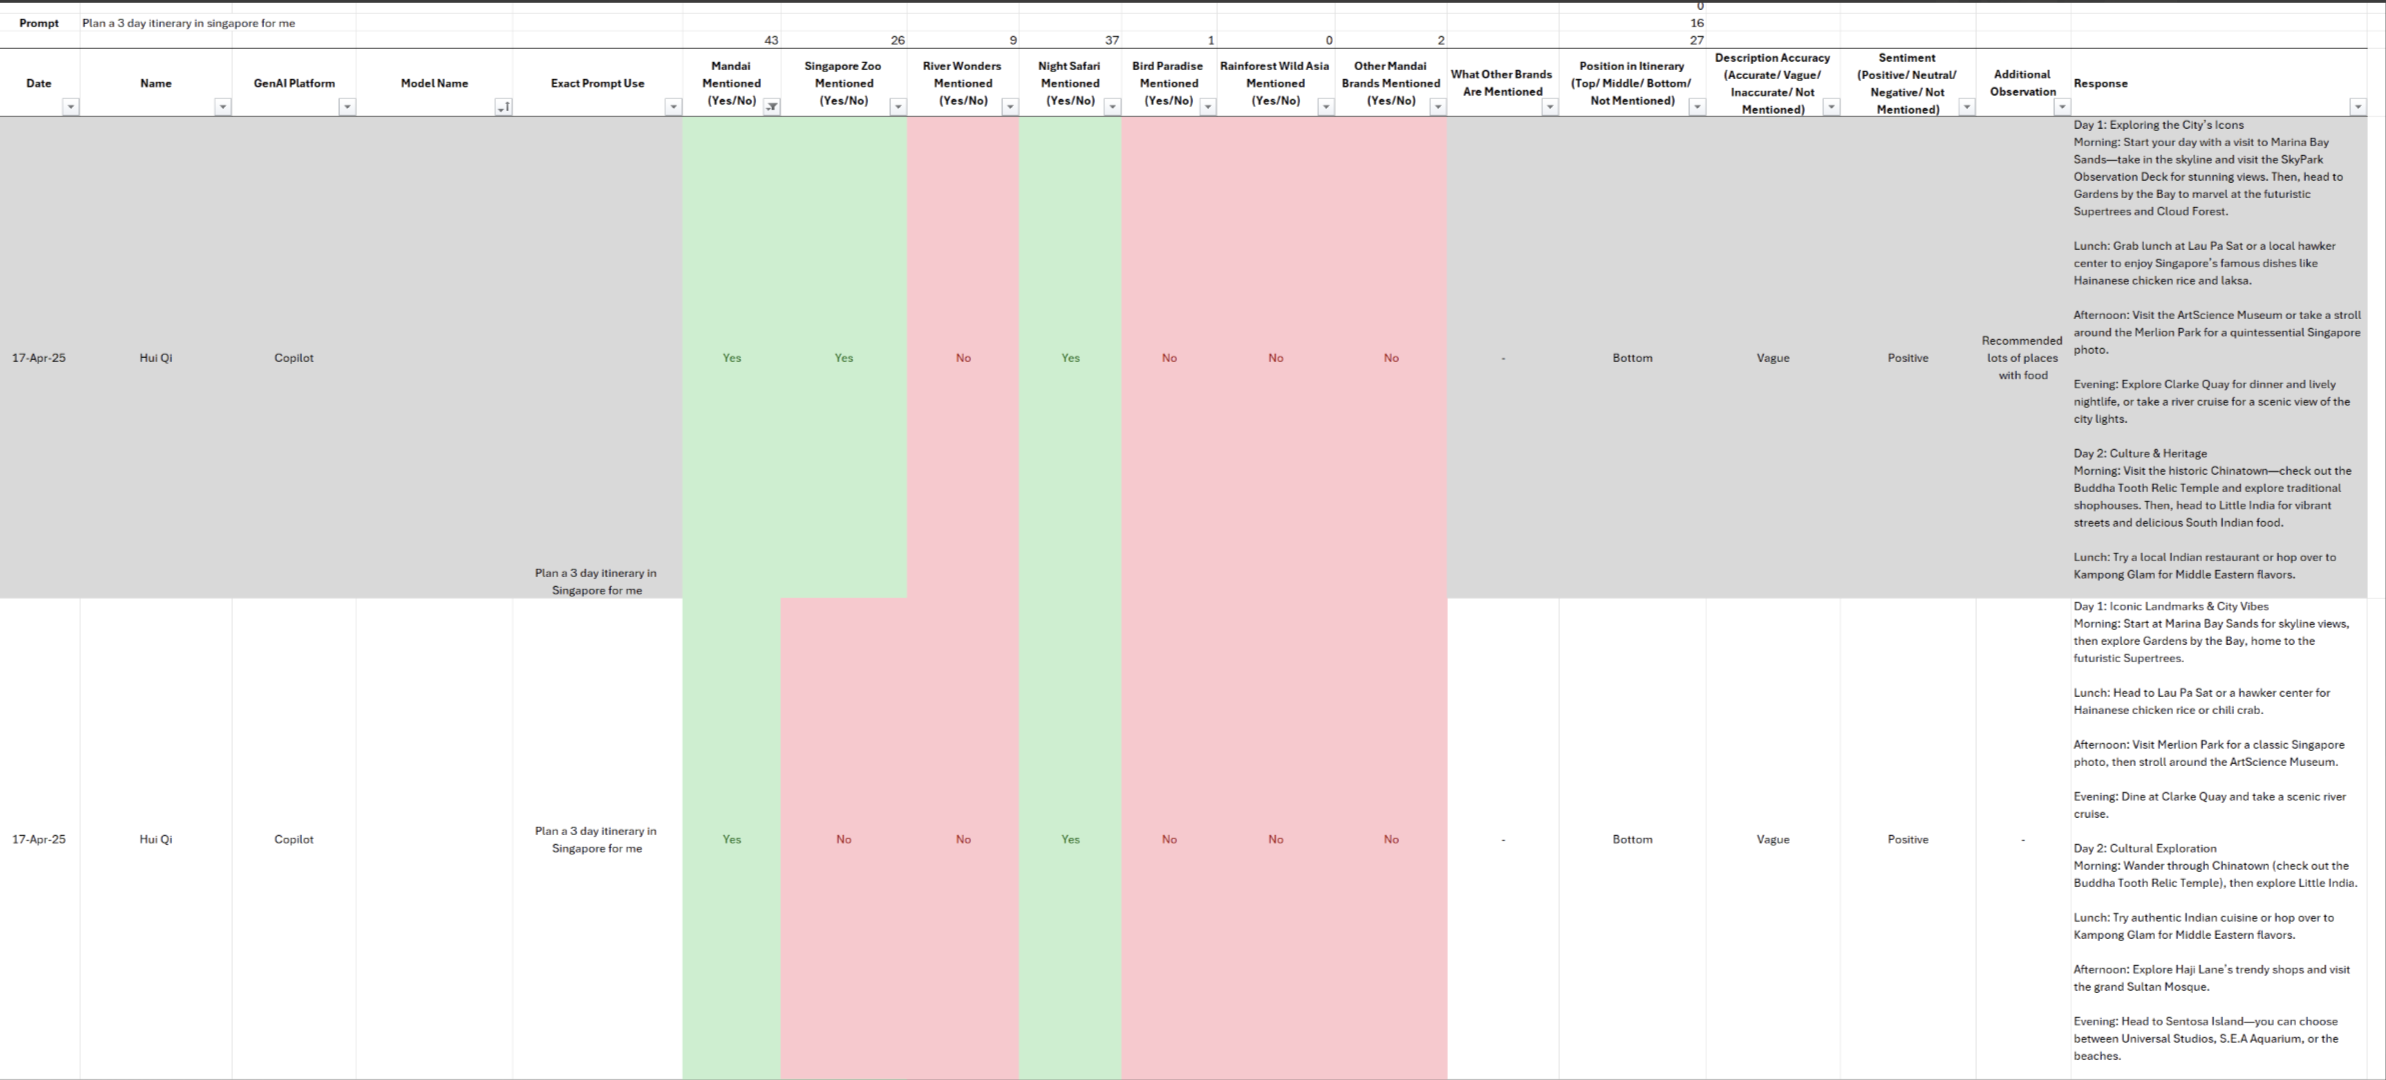 0
Prompt Plan a 3 day itinerary in singapore for me 16
43 26 9 37 1 0 2 27
Date
Name
GenAI Platform
Model Name
Exact Prompt Use
Mandai
Mentioned
(Yes/No)
Singapore Zoo
Mentioned
(Yes/No)
River Wonders
Mentioned
(Yes/No)
Night Safari
Mentioned
(Yes/No)
Bird Paradise
Mentioned
(Yes/No)
Rainforest Wild Asia
Mentioned
(Yes/No)
Other Mandai
Brands Mentioned
(Yes/No)
What Other Brands
Are Mentioned
Position in Itinerary
(Top/ Middle/ Bottom/
Not Mentioned)
Description Accuracy
(Accurate/ Vague/
Inaccurate/ Not
Mentioned)
Sentiment
(Positive/ Neutral/
Negative/ Not
Mentioned)
Additional
Observation
Response
17-Apr-25
Hui Qi
Copilot
Plan a 3 day itinerary in
Singapore for me
Yes
Yes
No
Yes
No
No
No
-
Bottom
Vague
Positive
Recommended
lots of places
with food
Day 1: Exploring the City's Icons
Morning: Start your day with a visit to Marina Bay
Sands—take in the skyline and visit the SkyPark
Observation Deck for stunning views. Then, head to
Gardens by the Bay to marvel at the futuristic
Supertrees and Cloud Forest.
Lunch: Grab lunch at Lau Pa Sat or a local hawker
center to enjoy Singapore's famous dishes like
Hainanese chicken rice and laksa.
Afternoon: Visit the ArtScience Museum or take a stroll
around the Merlion Park for a quintessential Singapore
photo.
Evening: Explore Clarke Quay for dinner and lively
nightlife, or take a river cruise for a scenic view of the
city lights.
Day 2: Culture & Heritage
Morning: Visit the historic Chinatown—check out the
Buddha Tooth Relic Temple and explore traditional
shophouses. Then, head to Little India for vibrant
streets and delicious South Indian food.
Lunch: Try a local Indian restaurant or hop over to
Kampong Glam for Middle Eastern flavors.
17-Apr-25
Hui Qi
Copilot
Plan a 3 day itinerary in
Singapore for me
Yes
No
No
Yes
No
No
No
-
Bottom
Vague
Positive
-
Day 1: Iconic Landmarks & City Vibes
Morning: Start at Marina Bay Sands for skyline views,
then explore Gardens by the Bay, home to the
futuristic Supertrees.
Lunch: Head to Lau Pa Sat or a hawker center for
Hainanese chicken rice or chili crab.
Afternoon: Visit Merlion Park for a classic Singapore
photo, then stroll around the ArtScience Museum.
Evening: Dine at Clarke Quay and take a scenic river
cruise.
Day 2: Cultural Exploration
Morning: Wander through Chinatown (check out the
Buddha Tooth Relic Temple), then explore Little India.
Lunch: Try authentic Indian cuisine or hop over to
Kampong Glam for Middle Eastern flavors.
Afternoon: Explore Haji Lane's trendy shops and visit
the grand Sultan Mosque.
Evening: Head to Sentosa Island—you can choose
between Universal Studios, S.E.A Aquarium, or the
beaches.